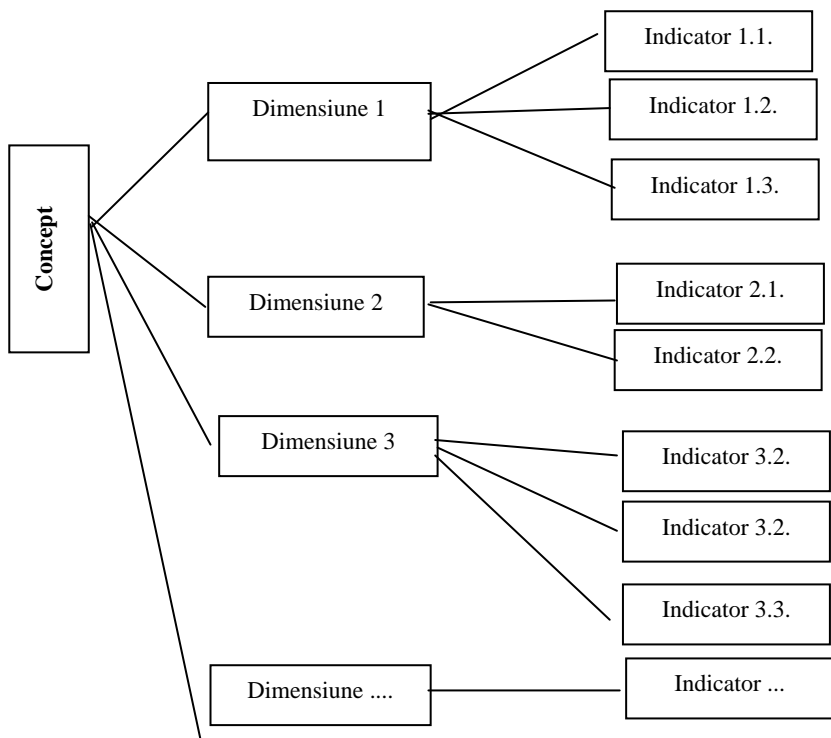 Concept
Dimensiune 1
Indicator 1.1.
Indicator 1.2.
Indicator 1.3.
Dimensiune 2
Indicator 2.1.
Indicator 2.2.
Dimensiune 3
Indicator 3.2.
Indicator 3.2.
Indicator 3.3.
Dimensiune ....
Indicator ...